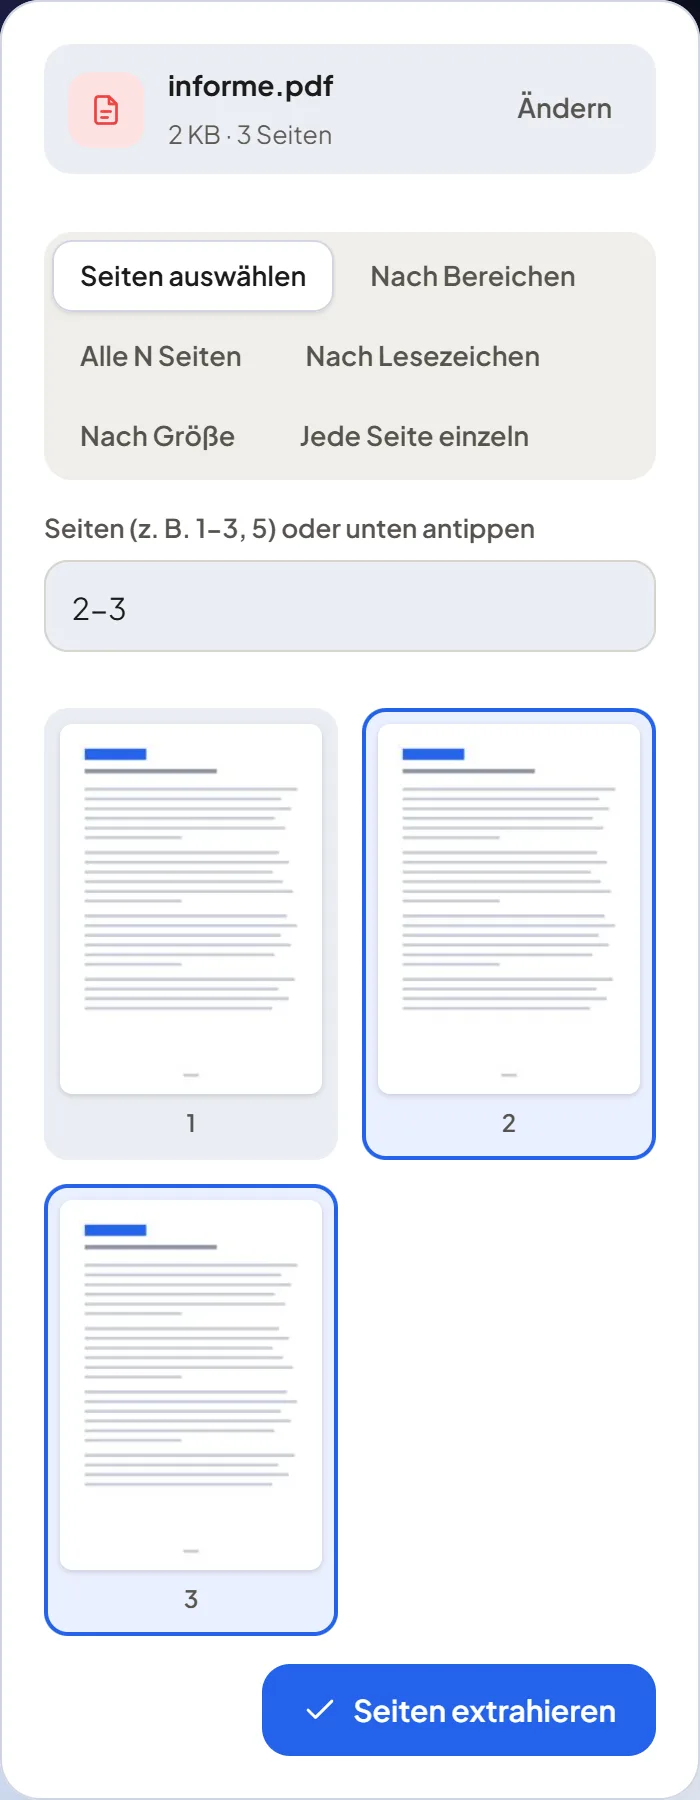 informe.pdf
2 KB · 3 Seiten
Ändern
Seiten auswählen
Nach Bereichen
Alle N Seiten
Nach Lesezeichen
Nach Größe
Jede Seite einzeln
Seiten (z. B. 1–3, 5) oder unten antippen
2–3
1
2
3
Seiten extrahieren